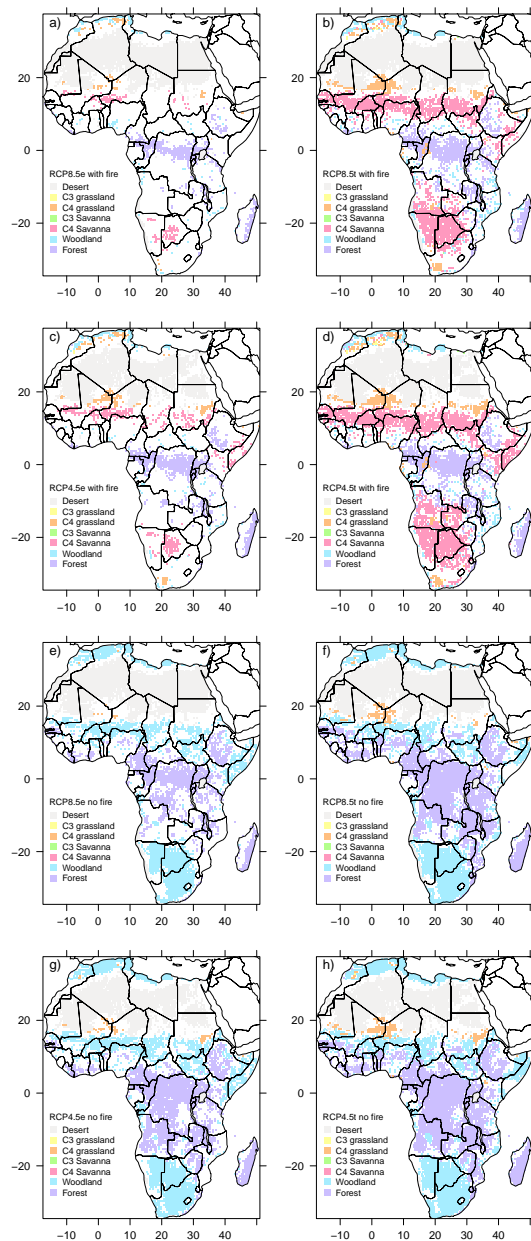 a)
20
0
−20
RCP8.5e with fire
Desert
C3 grassland
C4 grassland
C3 Savanna
C4 Savanna
Woodland
Forest
−10 0 10 20 30 40
b)
20
0
−20
RCP8.5t with fire
Desert
C3 grassland
C4 grassland
C3 Savanna
C4 Savanna
Woodland
Forest
−10 0 10 20 30 40
c)
20
0
−20
RCP4.5e with fire
Desert
C3 grassland
C4 grassland
C3 Savanna
C4 Savanna
Woodland
Forest
−10 0 10 20 30 40
d)
20
0
−20
RCP4.5t with fire
Desert
C3 grassland
C4 grassland
C3 Savanna
C4 Savanna
Woodland
Forest
−10 0 10 20 30 40
e)
20
0
−20
RCP8.5e no fire
Desert
C3 grassland
C4 grassland
C3 Savanna
C4 Savanna
Woodland
Forest
−10 0 10 20 30 40
f)
20
0
−20
RCP8.5t no fire
Desert
C3 grassland
C4 grassland
C3 Savanna
C4 Savanna
Woodland
Forest
−10 0 10 20 30 40
g)
20
0
−20
RCP4.5e no fire
Desert
C3 grassland
C4 grassland
C3 Savanna
C4 Savanna
Woodland
Forest
−10 0 10 20 30 40
h)
20
0
−20
RCP4.5t no fire
Desert
C3 grassland
C4 grassland
C3 Savanna
C4 Savanna
Woodland
Forest
−10 0 10 20 30 40